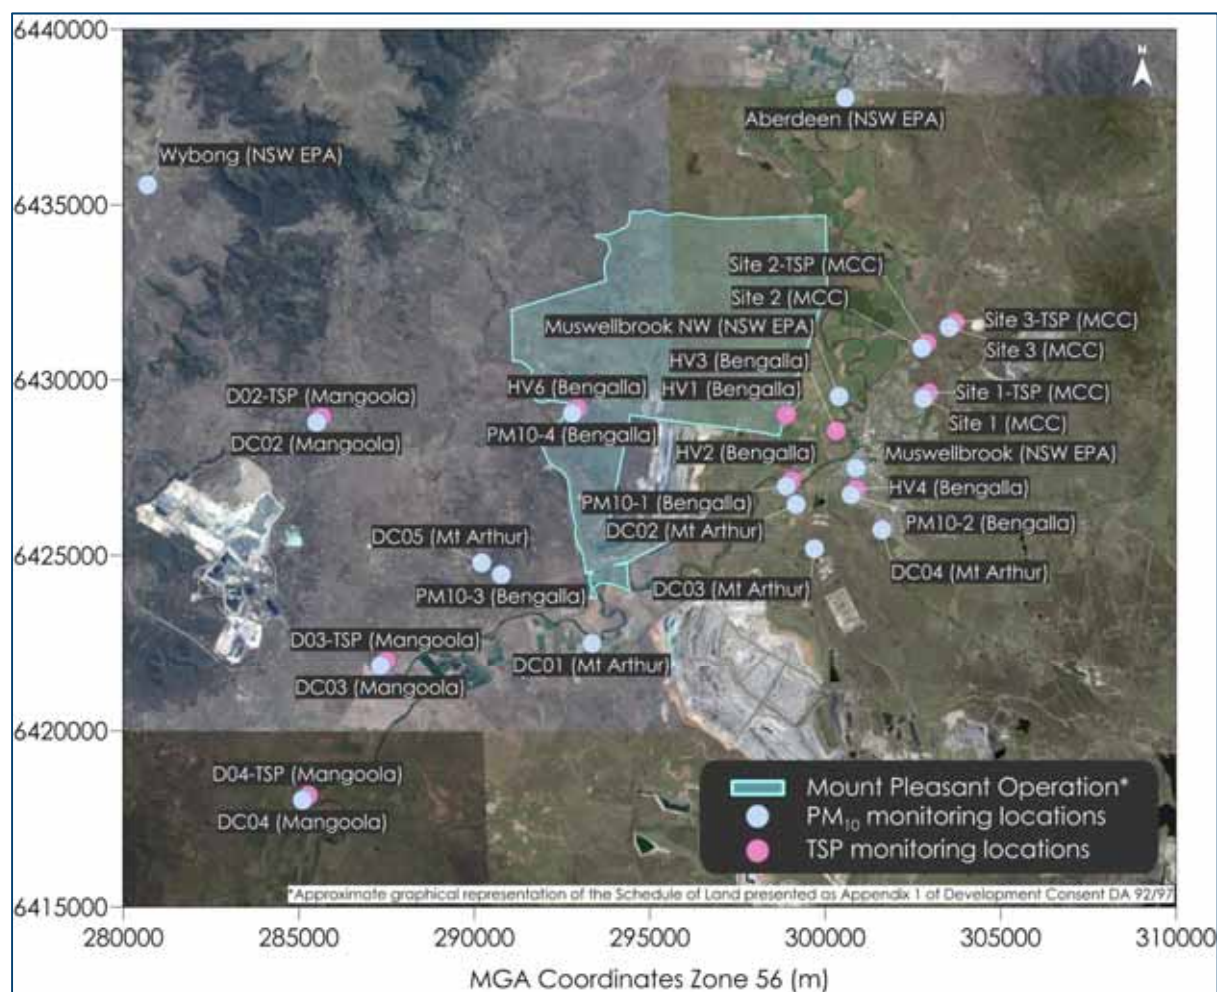 6440000
N
Aberdeen (NSW EPA)
Wybong (NSW EPA)
6435000
Site 2-TSP (MCC)
Site 2 (MCC)
Site 3-TSP (MCC)
Muswellbrook NW (NSW EPA)
Site 3 (MCC)
HV3 (Bengalla)
6430000
HV6 (Bengalla)
HV1 (Bengalla)
D02-TSP (Mangoola)
Site 1-TSP (MCC)
Site 1 (MCC)
PM10-4 (Bengalla)
DC02 (Mangoola)
HV2 (Bengalla)
Muswellbrook (NSW EPA)
HV4 (Bengalla)
PM10-1 (Bengalla)
PM10-2 (Bengalla)
DC02 (Mt Arthur)
DC05 (Mt Arthur)
6425000
DC04 (Mt Arthur)
DC03 (Mt Arthur)
PM10-3 (Bengalla)
D03-TSP (Mangoola)
DC01 (Mt Arthur)
DC03 (Mangoola)
6420000
D04-TSP (Mangoola)
DC04 (Mangoola)
Mount Pleasant Operation*
PM₁₀ monitoring locations
TSP monitoring locations
*Approximate graphical representation of the Schedule of Land presented as Appendix 1 of Development Consent DA 92/97
6415000
280000 285000 290000 295000 300000 305000 310000
MGA Coordinates Zone 56 (m)